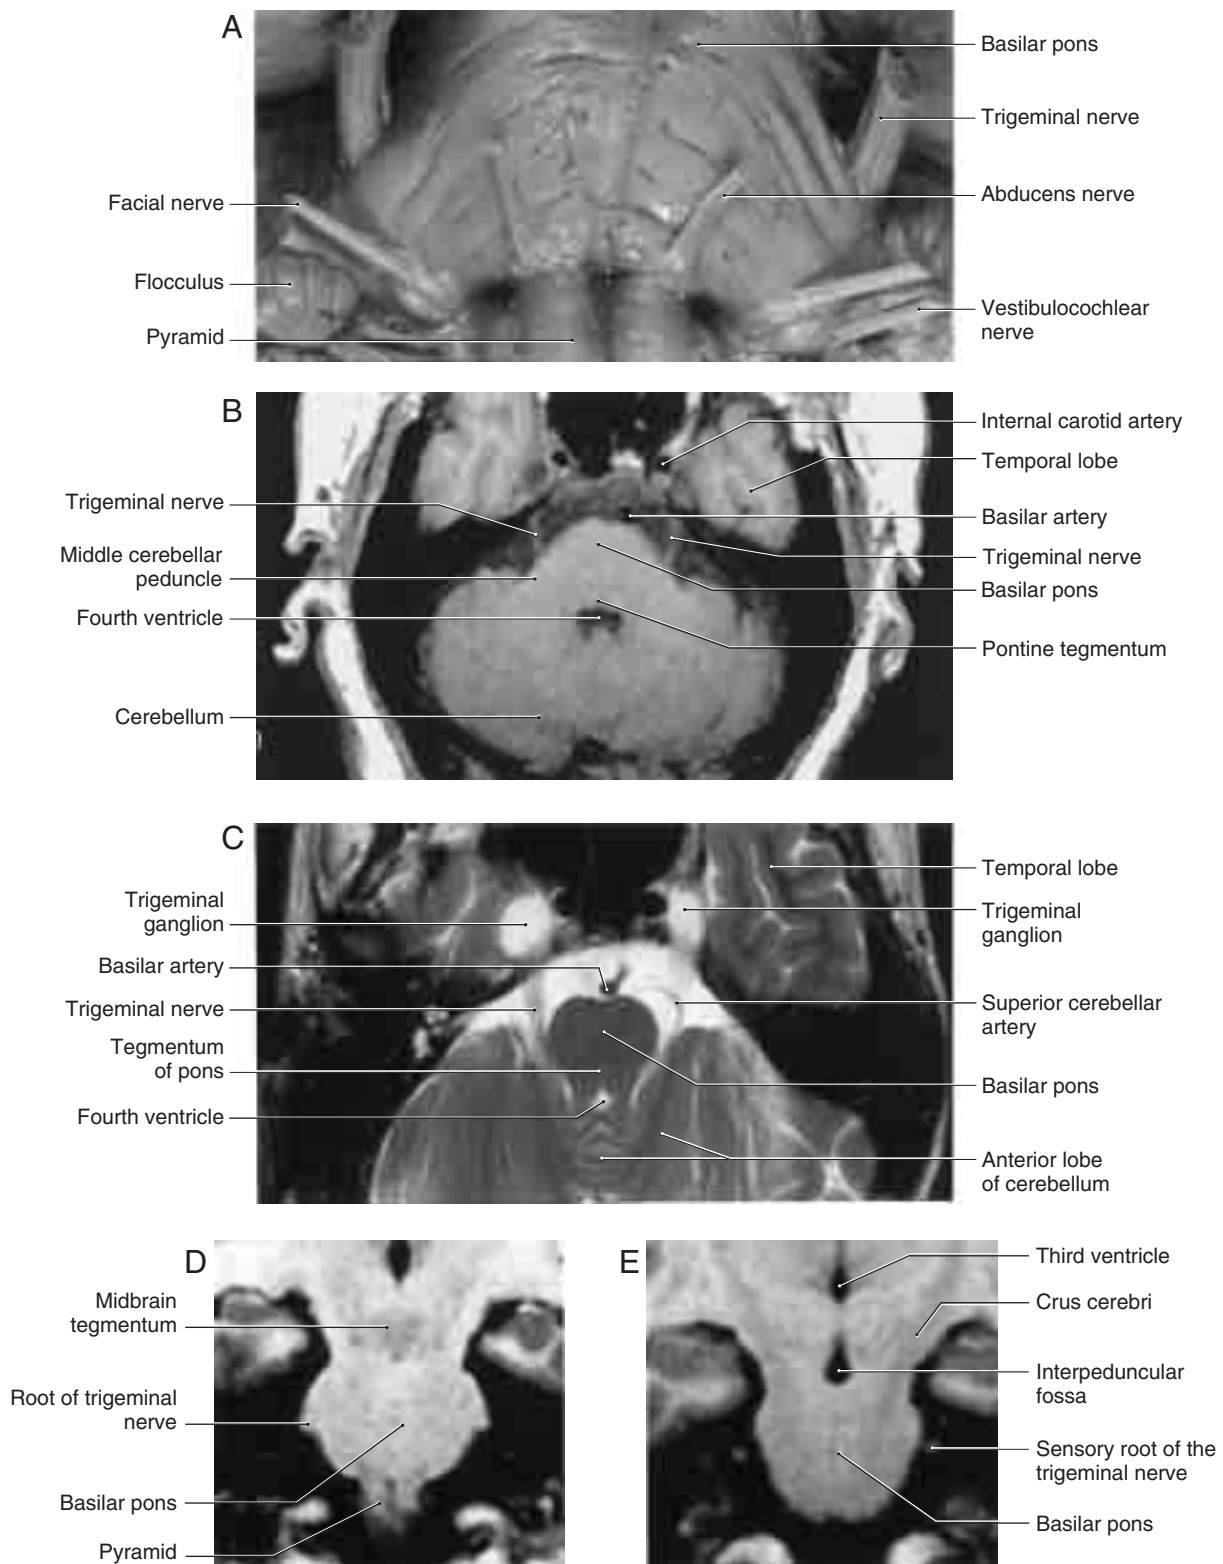 A
Basilar pons
Trigeminal nerve
Abducens nerve
Facial nerve
Flocculus
Vestibulocochlear
nerve
Pyramid
B
Internal carotid artery
Temporal lobe
Trigeminal nerve
Basilar artery
Middle cerebellar
peduncle
Trigeminal nerve
Basilar pons
Fourth ventricle
Pontine tegmentum
Cerebellum
C
Temporal lobe
Trigeminal
ganglion
Trigeminal
ganglion
Basilar artery
Trigeminal nerve
Superior cerebellar
artery
Tegmentum
of pons
Basilar pons
Fourth ventricle
Anterior lobe
of cerebellum
D
Midbrain
tegmentum
Root of trigeminal
nerve
Basilar pons
Pyramid
E
Third ventricle
Crus cerebri
Interpeduncular
fossa
Sensory root of the
trigeminal nerve
Basilar pons